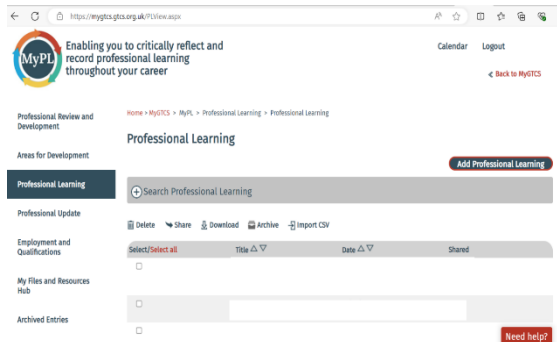 https://mygtcs.gtcs.org.uk/PLView.aspx
MyPL
Enabling you to critically reflect and
record professional learning
throughout your career
Calendar Logout
< Back to MyGTCS
Professional Review and
Development
Areas for Development
Professional Learning
Professional Update
Employment and
Qualifications
My Files and Resources
Hub
Archived Entries
Home > MyGTCS > MyPL > Professional Learning > Professional Learning
Professional Learning
Add Professional Learning
Search Professional Learning
Delete Share Download Archive Import CSV
Select/Select all Title Date Shared
Need help?